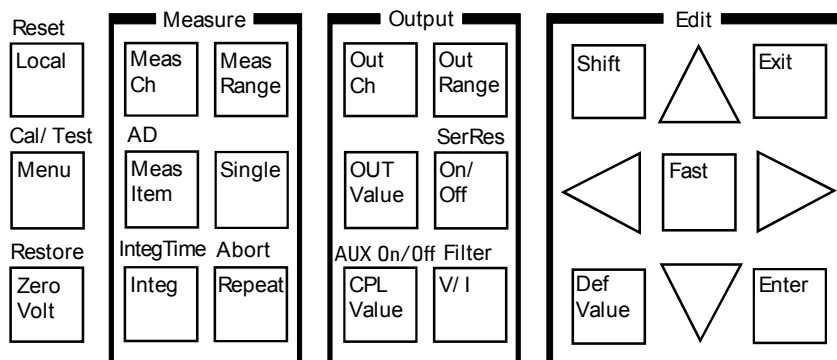 Measure
Output
Edit
Reset
Local
Meas
Ch
Meas
Range
Out
Ch
Out
Range
Shift
Exit
Cal/ Test
AD
SerRes
Menu
Meas
Item
Single
OUT
Value
On/
Off
Fast
Restore
IntegTime
Abort
AUX On/Off
Filter
Zero
Volt
Integ
Repeat
CPL
Value
V/ I
Def
Value
Enter